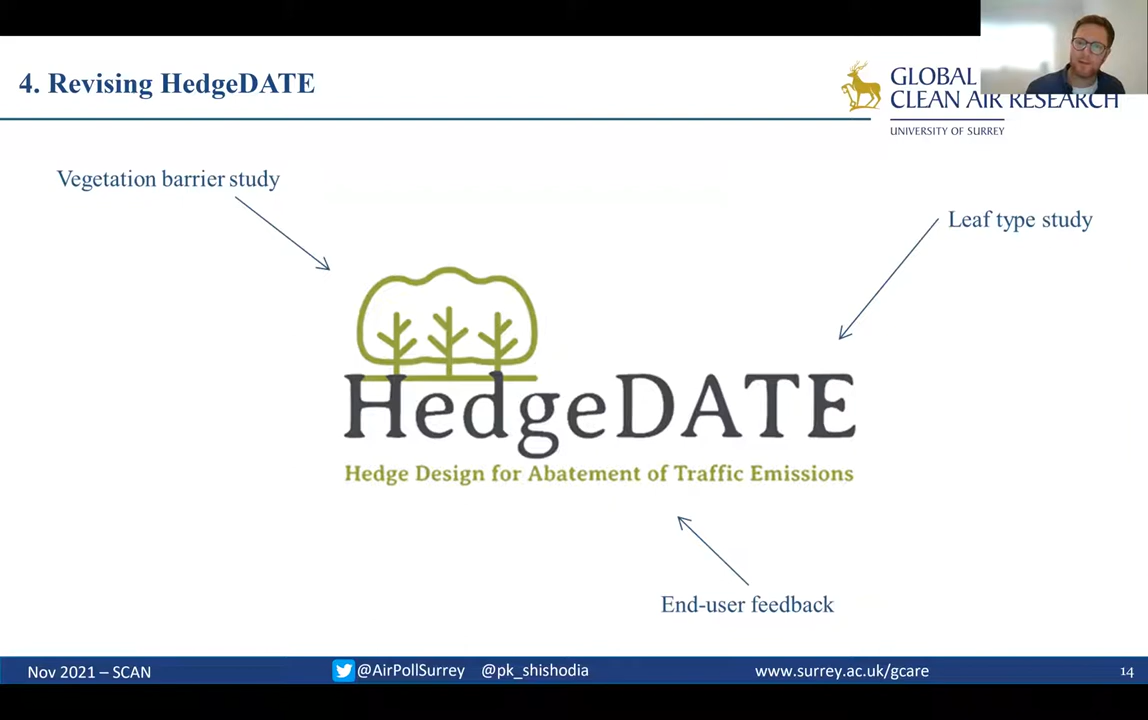 4. Revising HedgeDATE
GLOBAL
CLEAN AIR RESEARCH
UNIVERSITY OF SURREY
Vegetation barrier study
Leaf type study
HedgeDATE
Hedge Design for Abatement of Traffic Emissions
End-user feedback
Nov 2021 – SCAN
@AirPollSurrey
@pk_shishodia
www.surrey.ac.uk/gcare
14